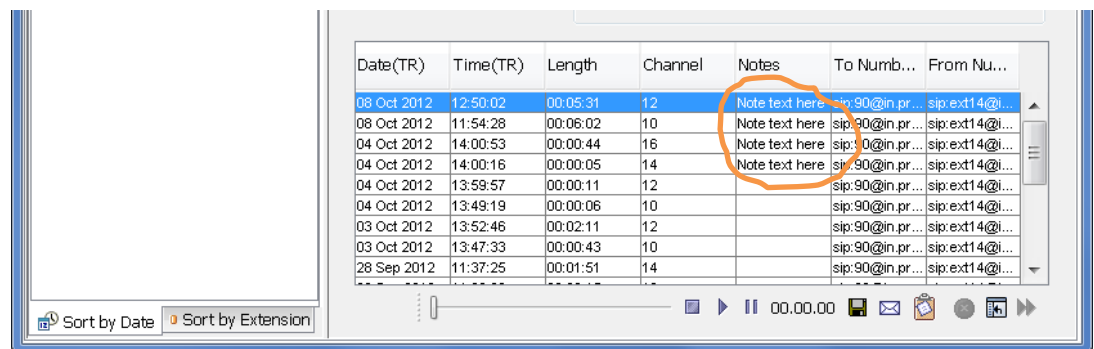 Date(TR) Time(TR) Length Channel Notes To Numb... From Nu...
08 Oct 2012 12:50:02 00:05:31 12 Note text here sip:90@in.pr... sip:ext14@i...
08 Oct 2012 11:54:28 00:06:02 10 Note text here sip:90@in.pr... sip:ext14@i...
04 Oct 2012 14:00:53 00:00:44 16 Note text here sip:90@in.pr... sip:ext14@i...
04 Oct 2012 14:00:16 00:00:05 14 Note text here sip:90@in.pr... sip:ext14@i...
04 Oct 2012 13:59:57 00:00:11 12 sip:90@in.pr... sip:ext14@i...
04 Oct 2012 13:49:19 00:00:06 10 sip:90@in.pr... sip:ext14@i...
03 Oct 2012 13:52:46 00:02:11 12 sip:90@in.pr... sip:ext14@i...
03 Oct 2012 13:47:33 00:00:43 10 sip:90@in.pr... sip:ext14@i...
28 Sep 2012 11:37:25 00:01:51 14 sip:90@in.pr... sip:ext14@i...
00.00.00
Sort by Date Sort by Extension